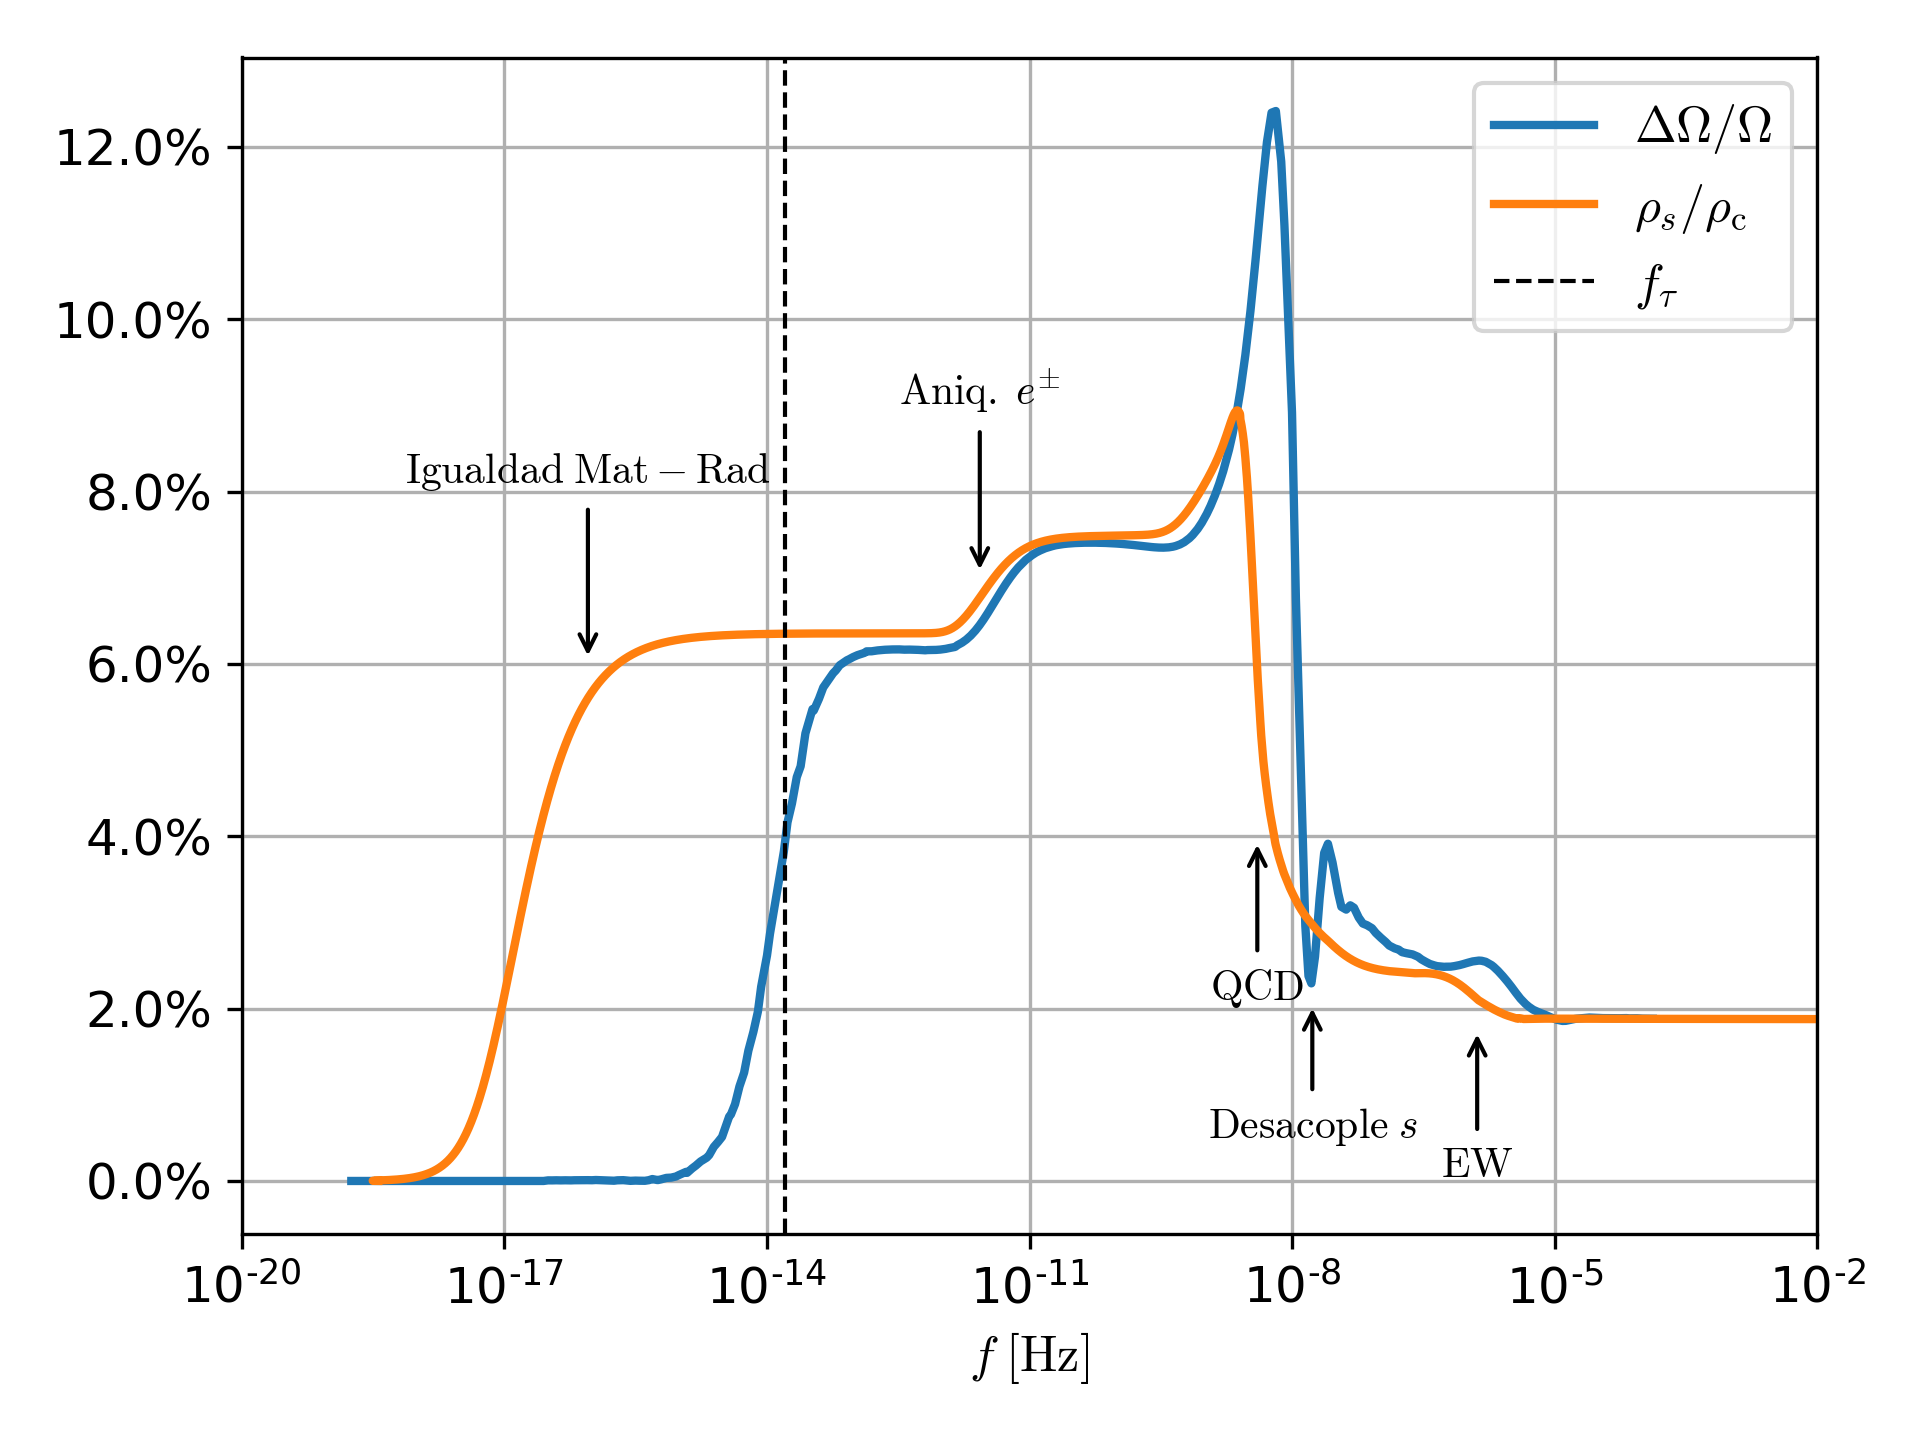 12.0%
10.0%
8.0%
6.0%
4.0%
2.0%
0.0%
ΔΩ/Ω
ρₛ/ρ_c
f_τ
Aniq. e^±
Igualdad Mat − Rad
QCD
Desacople s
EW
10^-20 10^-17 10^-14 10^-11 10^-8 10^-5 10^-2
f [Hz]